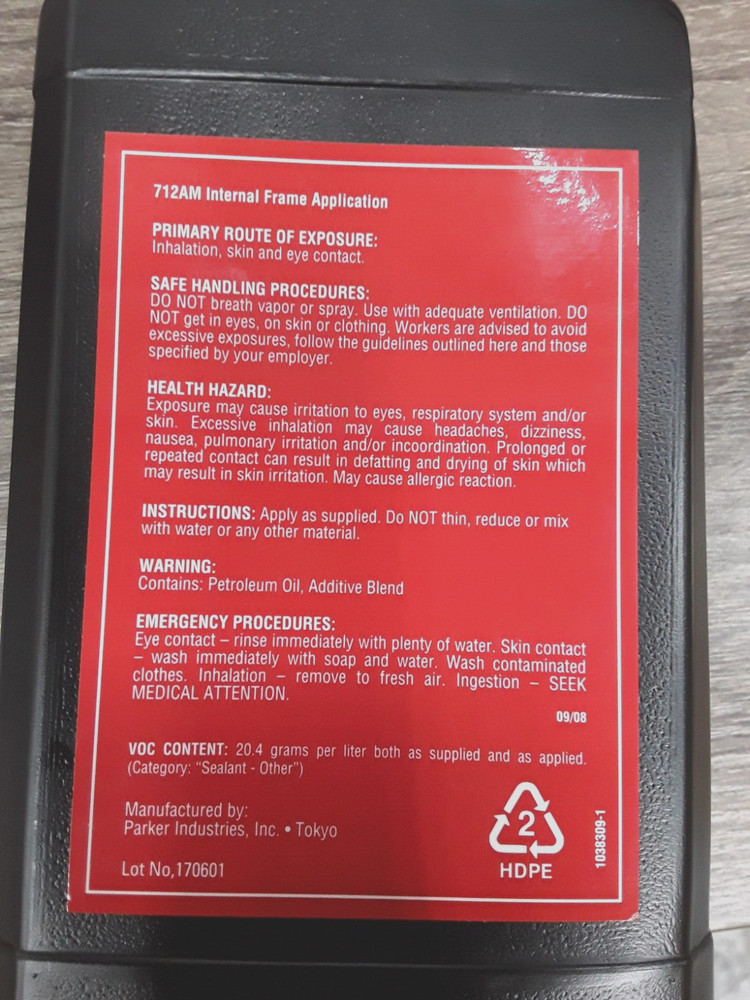 712AM Internal Frame Application
PRIMARY ROUTE OF EXPOSURE:
Inhalation, skin and eye contact.
SAFE HANDLING PROCEDURES:
DO NOT breath vapor or spray. Use with adequate ventilation. DO
NOT get in eyes, on skin or clothing. Workers are advised to avoid
excessive exposures, follow the guidelines outlined here and those
specified by your employer.
HEALTH HAZARD:
Exposure may cause irritation to eyes, respiratory system and/or
skin. Excessive inhalation may cause headaches, dizziness,
nausea, pulmonary irritation and/or incoordination. Prolonged or
repeated contact can result in defatting and drying of skin which
may result in skin irritation. May cause allergic reaction.
INSTRUCTIONS: Apply as supplied. Do NOT thin, reduce or mix
with water or any other material.
WARNING:
Contains: Petroleum Oil, Additive Blend
EMERGENCY PROCEDURES:
Eye contact – rinse immediately with plenty of water. Skin contact
– wash immediately with soap and water. Wash contaminated
clothes. Inhalation – remove to fresh air. Ingestion – SEEK
MEDICAL ATTENTION.
09/08
VOC CONTENT: 20.4 grams per liter both as supplied and as applied.
(Category: "Sealant - Other")
Manufactured by:
Parker Industries, Inc. • Tokyo
Lot No,170601
2
HDPE
1038309-1